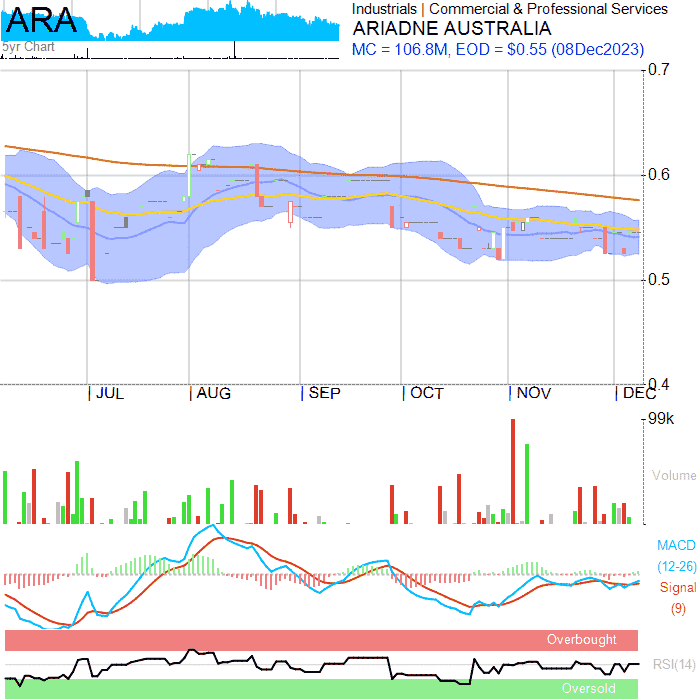 ARA
5yr Chart
Industrials | Commercial & Professional Services
ARIADNE AUSTRALIA
MC = 106.8M, EOD = $0.55 (08Dec2023)
0.7
0.6
0.5
0.4
JUL AUG SEP OCT NOV DEC
99k
Volume
MACD
(12-26)
Signal
(9)
Overbought
RSI(14)
Oversold